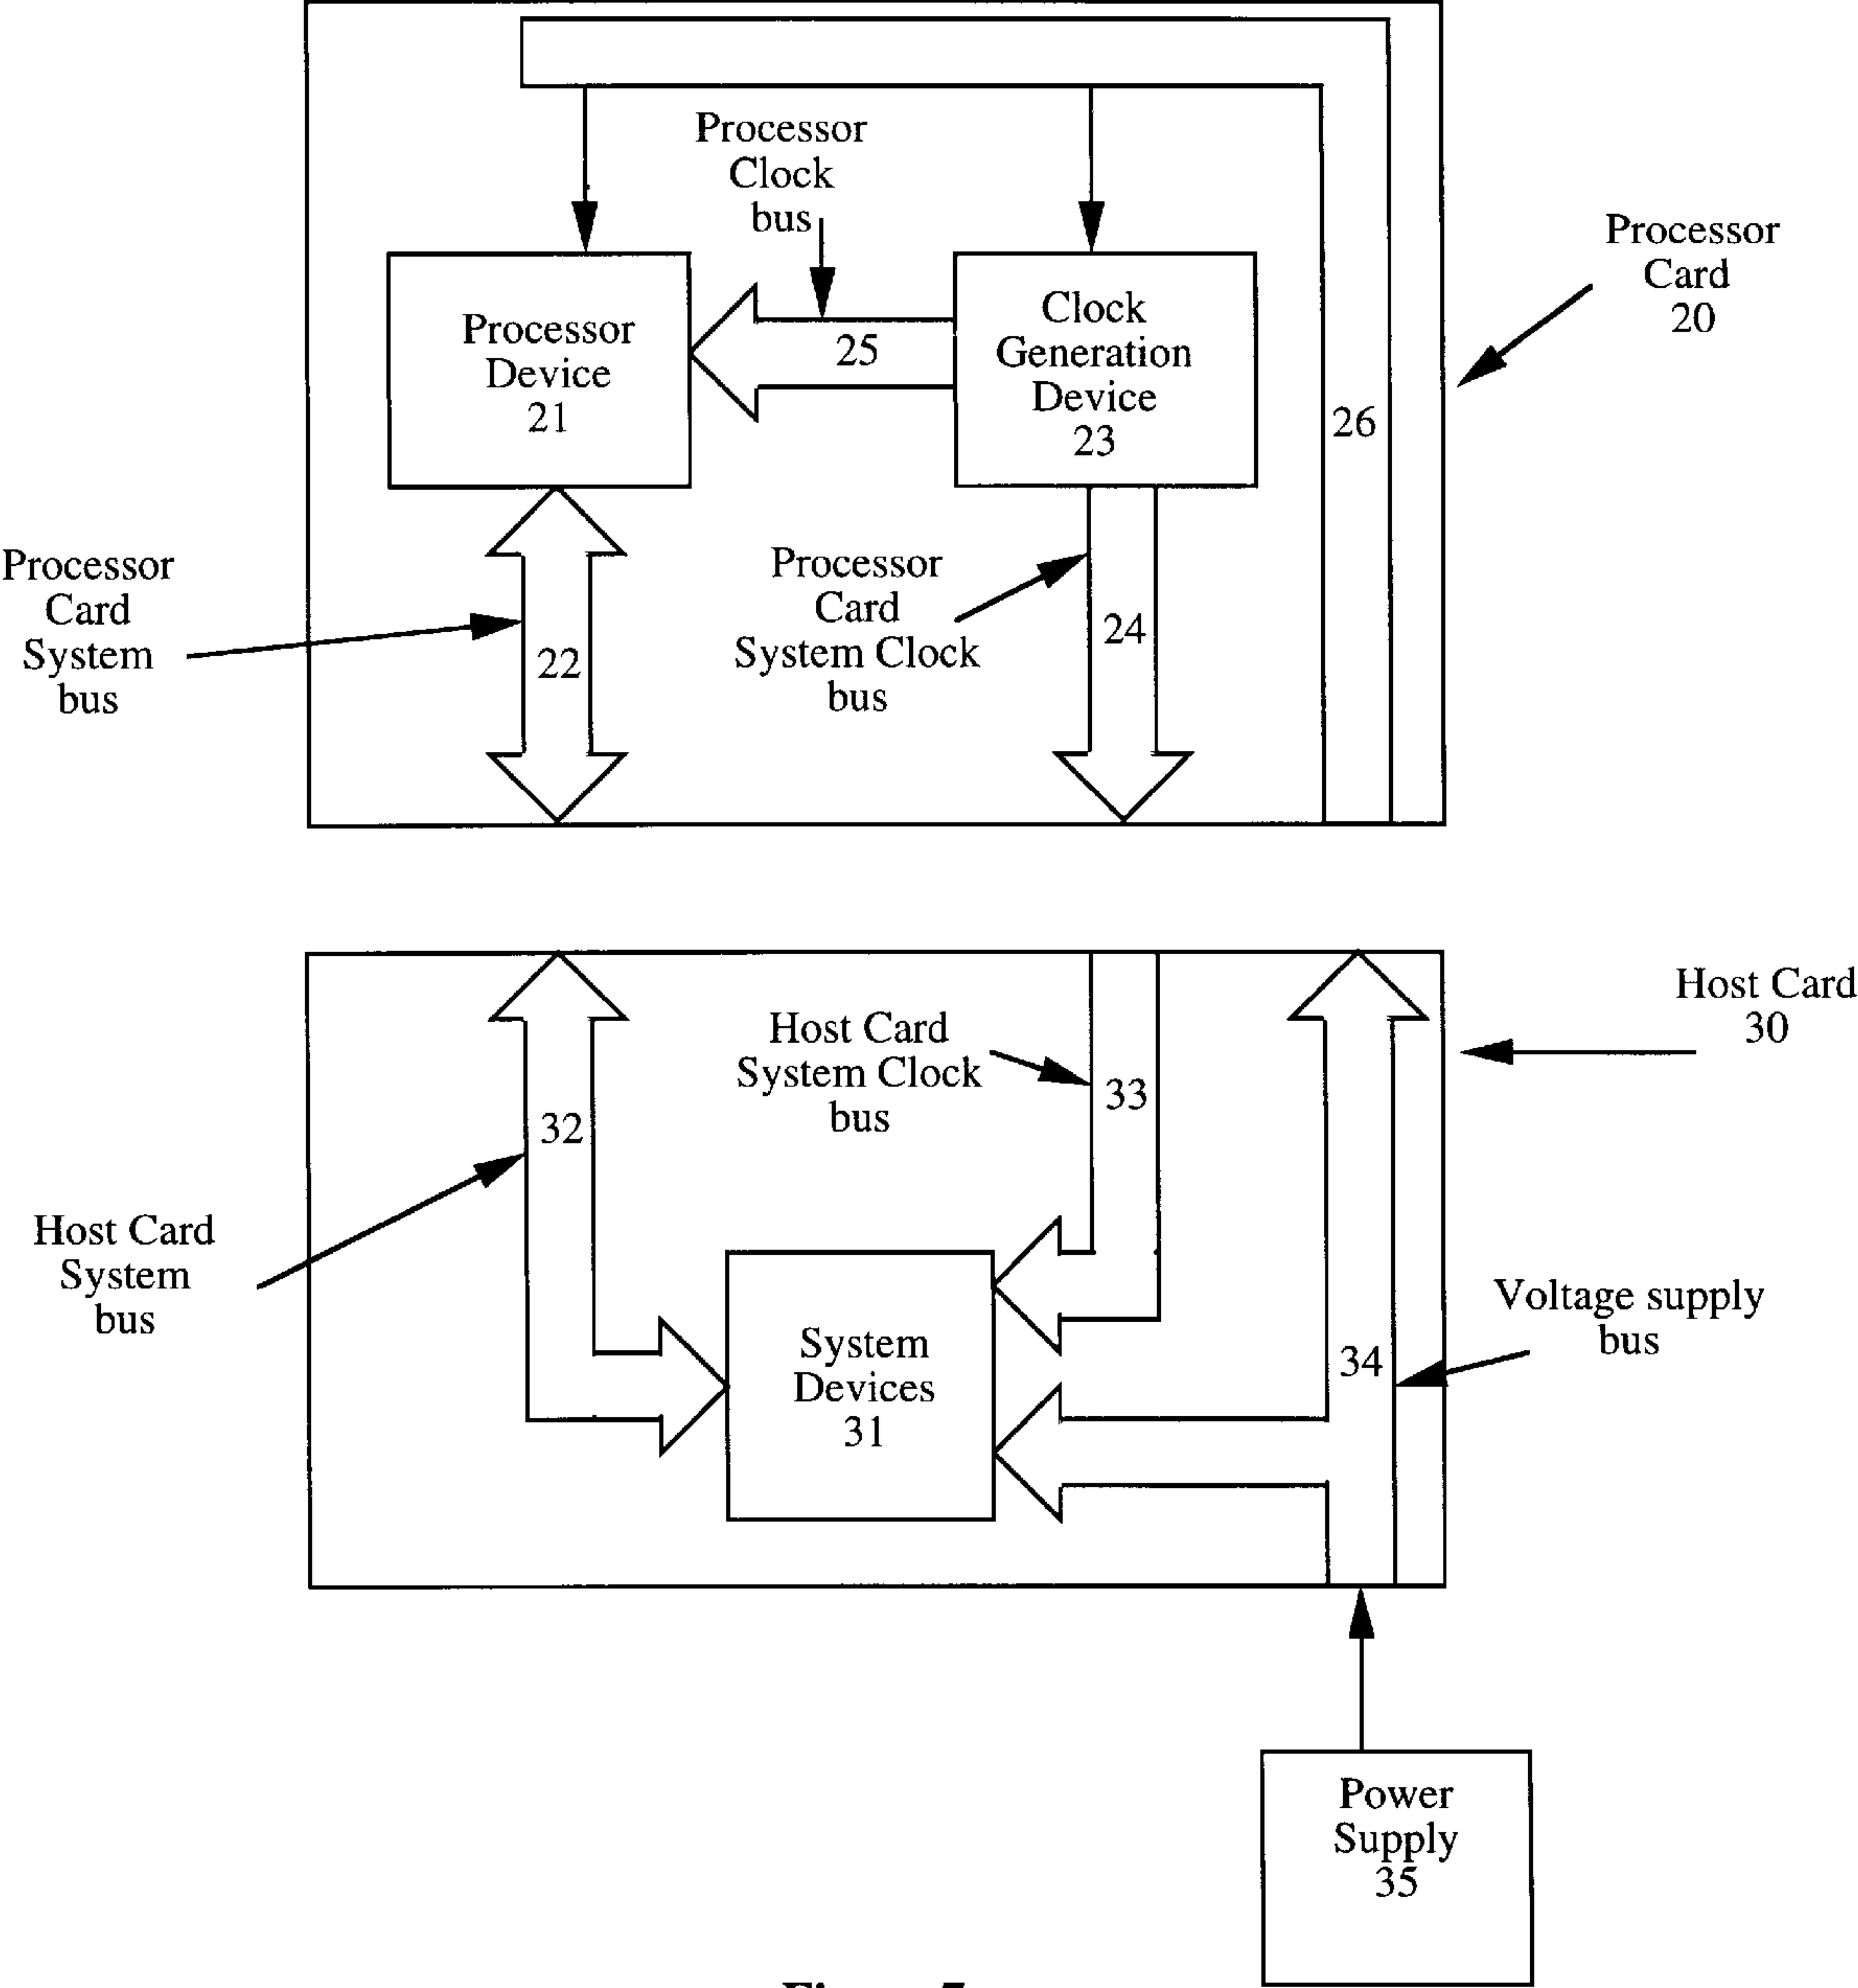 Processor
Clock
bus
Processor
Card
20
Processor
Device
21
25
Clock
Generation
Device
23
26
Processor
Card
System
bus
22
Processor
Card
System Clock
bus
24
Host Card
30
Host Card
System Clock
bus
33
32
Host Card
System
bus
System
Devices
31
34
Voltage supply
bus
Power
Supply
35